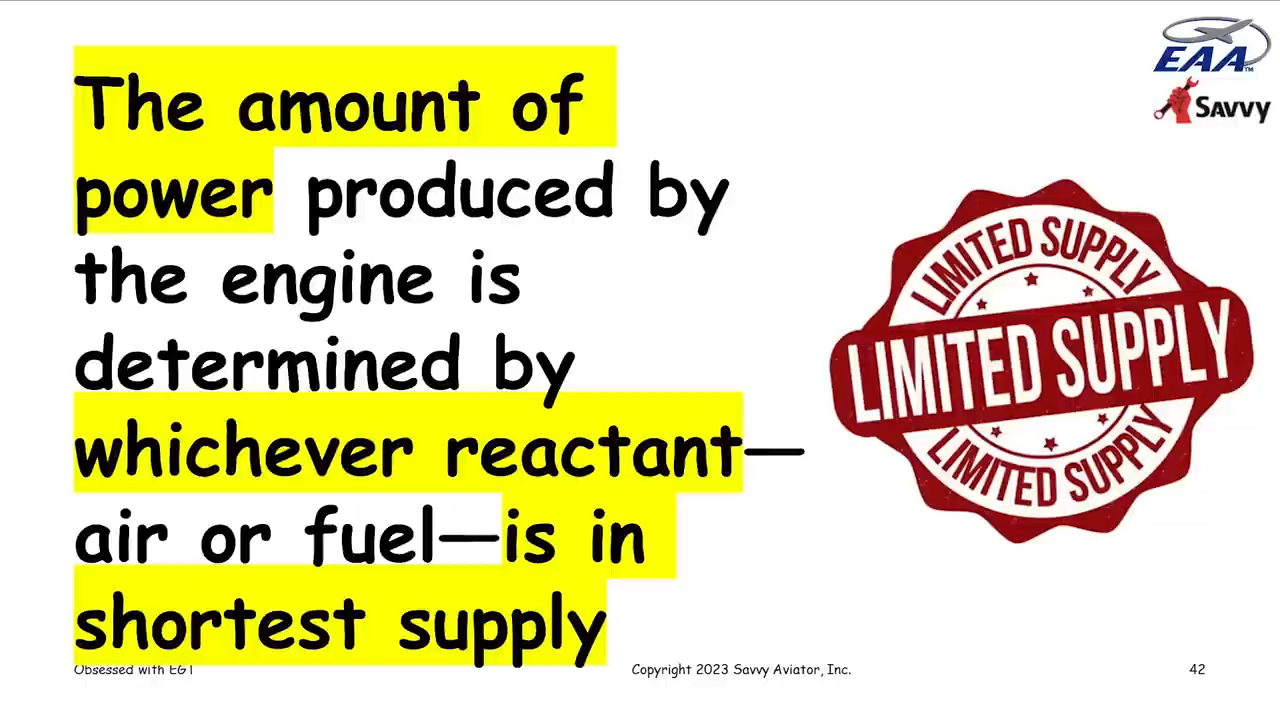 The amount of
power produced by
the engine is
determined by
whichever reactant—
air or fuel—is in
shortest supply
EAA™
Savvy
LIMITED SUPPLY
LIMITED SUPPLY
LIMITED SUPPLY
Obsessed with EGT
Copyright 2023 Savvy Aviator, Inc.
42